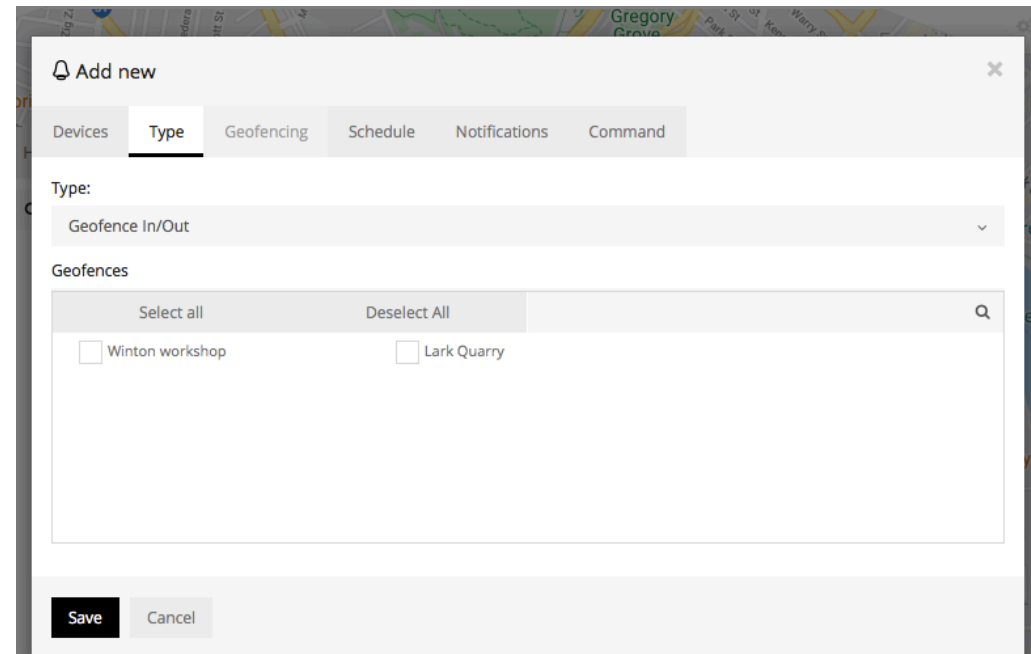 Gregory
Grove
Add new
Devices Type Geofencing Schedule Notifications Command
Type:
Geofence In/Out
Geofences
Select all Deselect All
Winton workshop Lark Quarry
Save Cancel